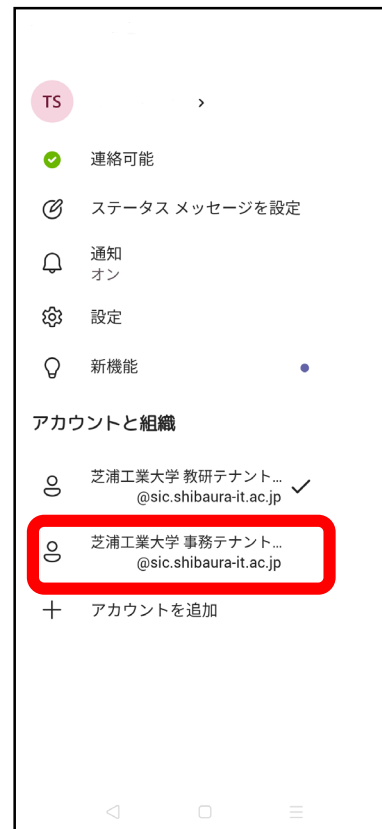 TS
連絡可能
ステータス メッセージを設定
通知
オン
設定
新機能
アカウントと組織
芝浦工業大学 教研テナント...
@sic.shibaura-it.ac.jp
芝浦工業大学 事務テナント...
@sic.shibaura-it.ac.jp
アカウントを追加